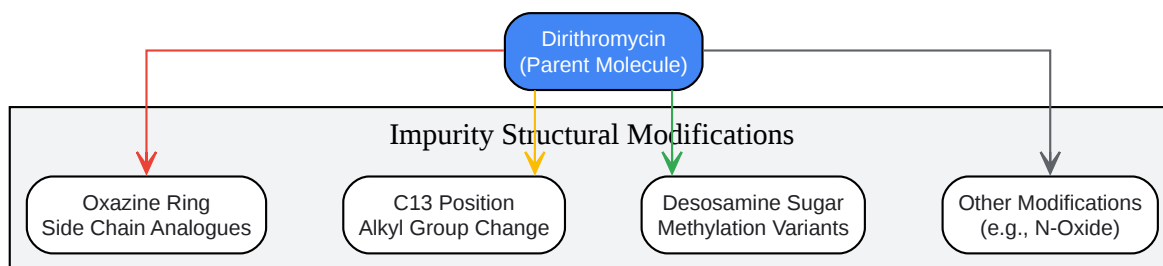 Dirithromycin
(Parent Molecule)
Impurity Structural Modifications
Oxazine Ring
Side Chain Analogues
C13 Position
Alkyl Group Change
Desosamine Sugar
Methylation Variants
Other Modifications
(e.g., N-Oxide)